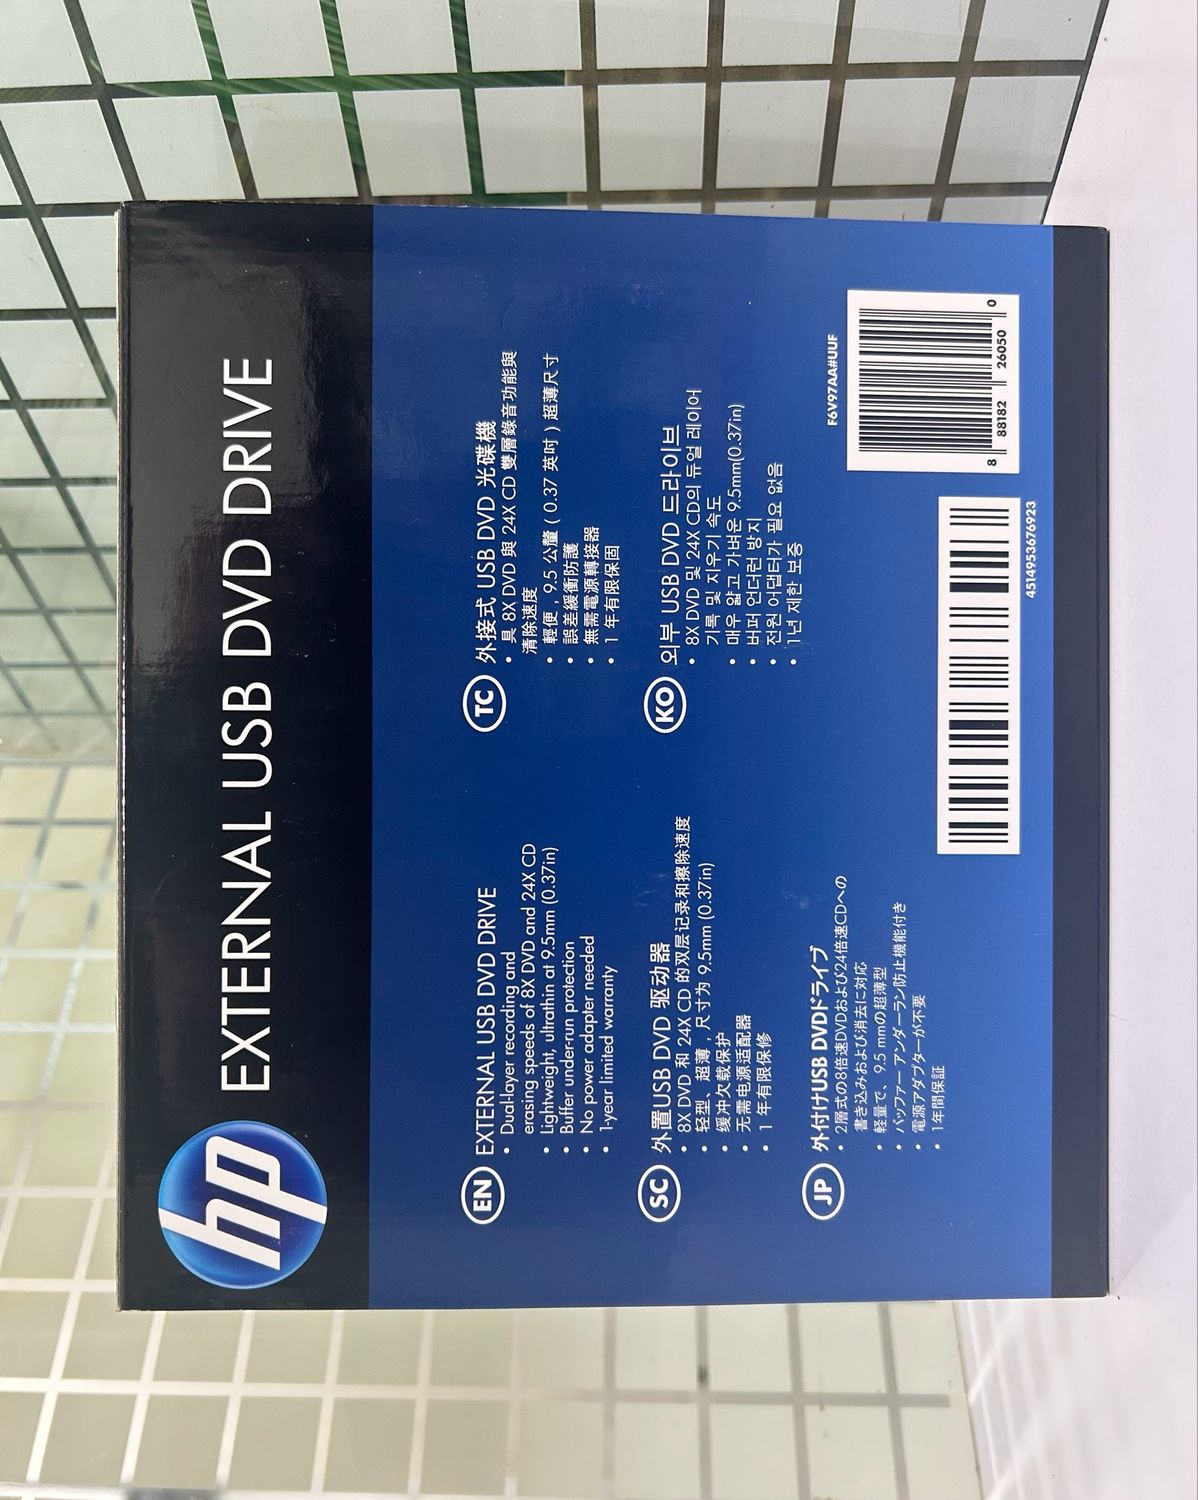 hp
EXTERNAL USB DVD DRIVE
EN
EXTERNAL USB DVD DRIVE
• Dual-layer recording and
erasing speeds of 8X DVD and 24X CD
• Lightweight, ultrathin at 9.5mm (0.37in)
• Buffer under-run protection
• No power adapter needed
• 1-year limited warranty
TC
外接式 USB DVD 光碟機
• 具 8X DVD 與 24X CD 雙層錄音功能與
清除速度
• 輕便，9.5 公釐 ( 0.37 英吋 ) 超薄尺寸
• 誤差緩衝防護
• 無需電源轉接器
• 1 年有限保固
SC
外置USB DVD 驱动器
• 8X DVD 和 24X CD 的双层记录和擦除速度
• 轻型、超薄，尺寸为 9.5mm (0.37in)
• 缓冲欠载保护
• 无需电源适配器
• 1 年有限保修
KO
외부 USB DVD 드라이브
• 8X DVD 및 24X CD의 듀얼 레이어
기록 및 지우기 속도
• 매우 얇고 가벼운 9.5mm(0.37in)
• 버퍼 언더런 방지
• 전원 어댑터가 필요 없음
• 1년 제한 보증
JP
外付けUSB DVDドライブ
• 2層式の8倍速DVDおよび24倍速CDへの
書き込みおよび消去に対応
• 軽量で、9.5 mmの超薄型
• バッファー アンダーラン防止機能付き
• 電源アダプターが不要
• 1年間保証
4514953676923
F6V97AA#UUF
8 88182 26050 0